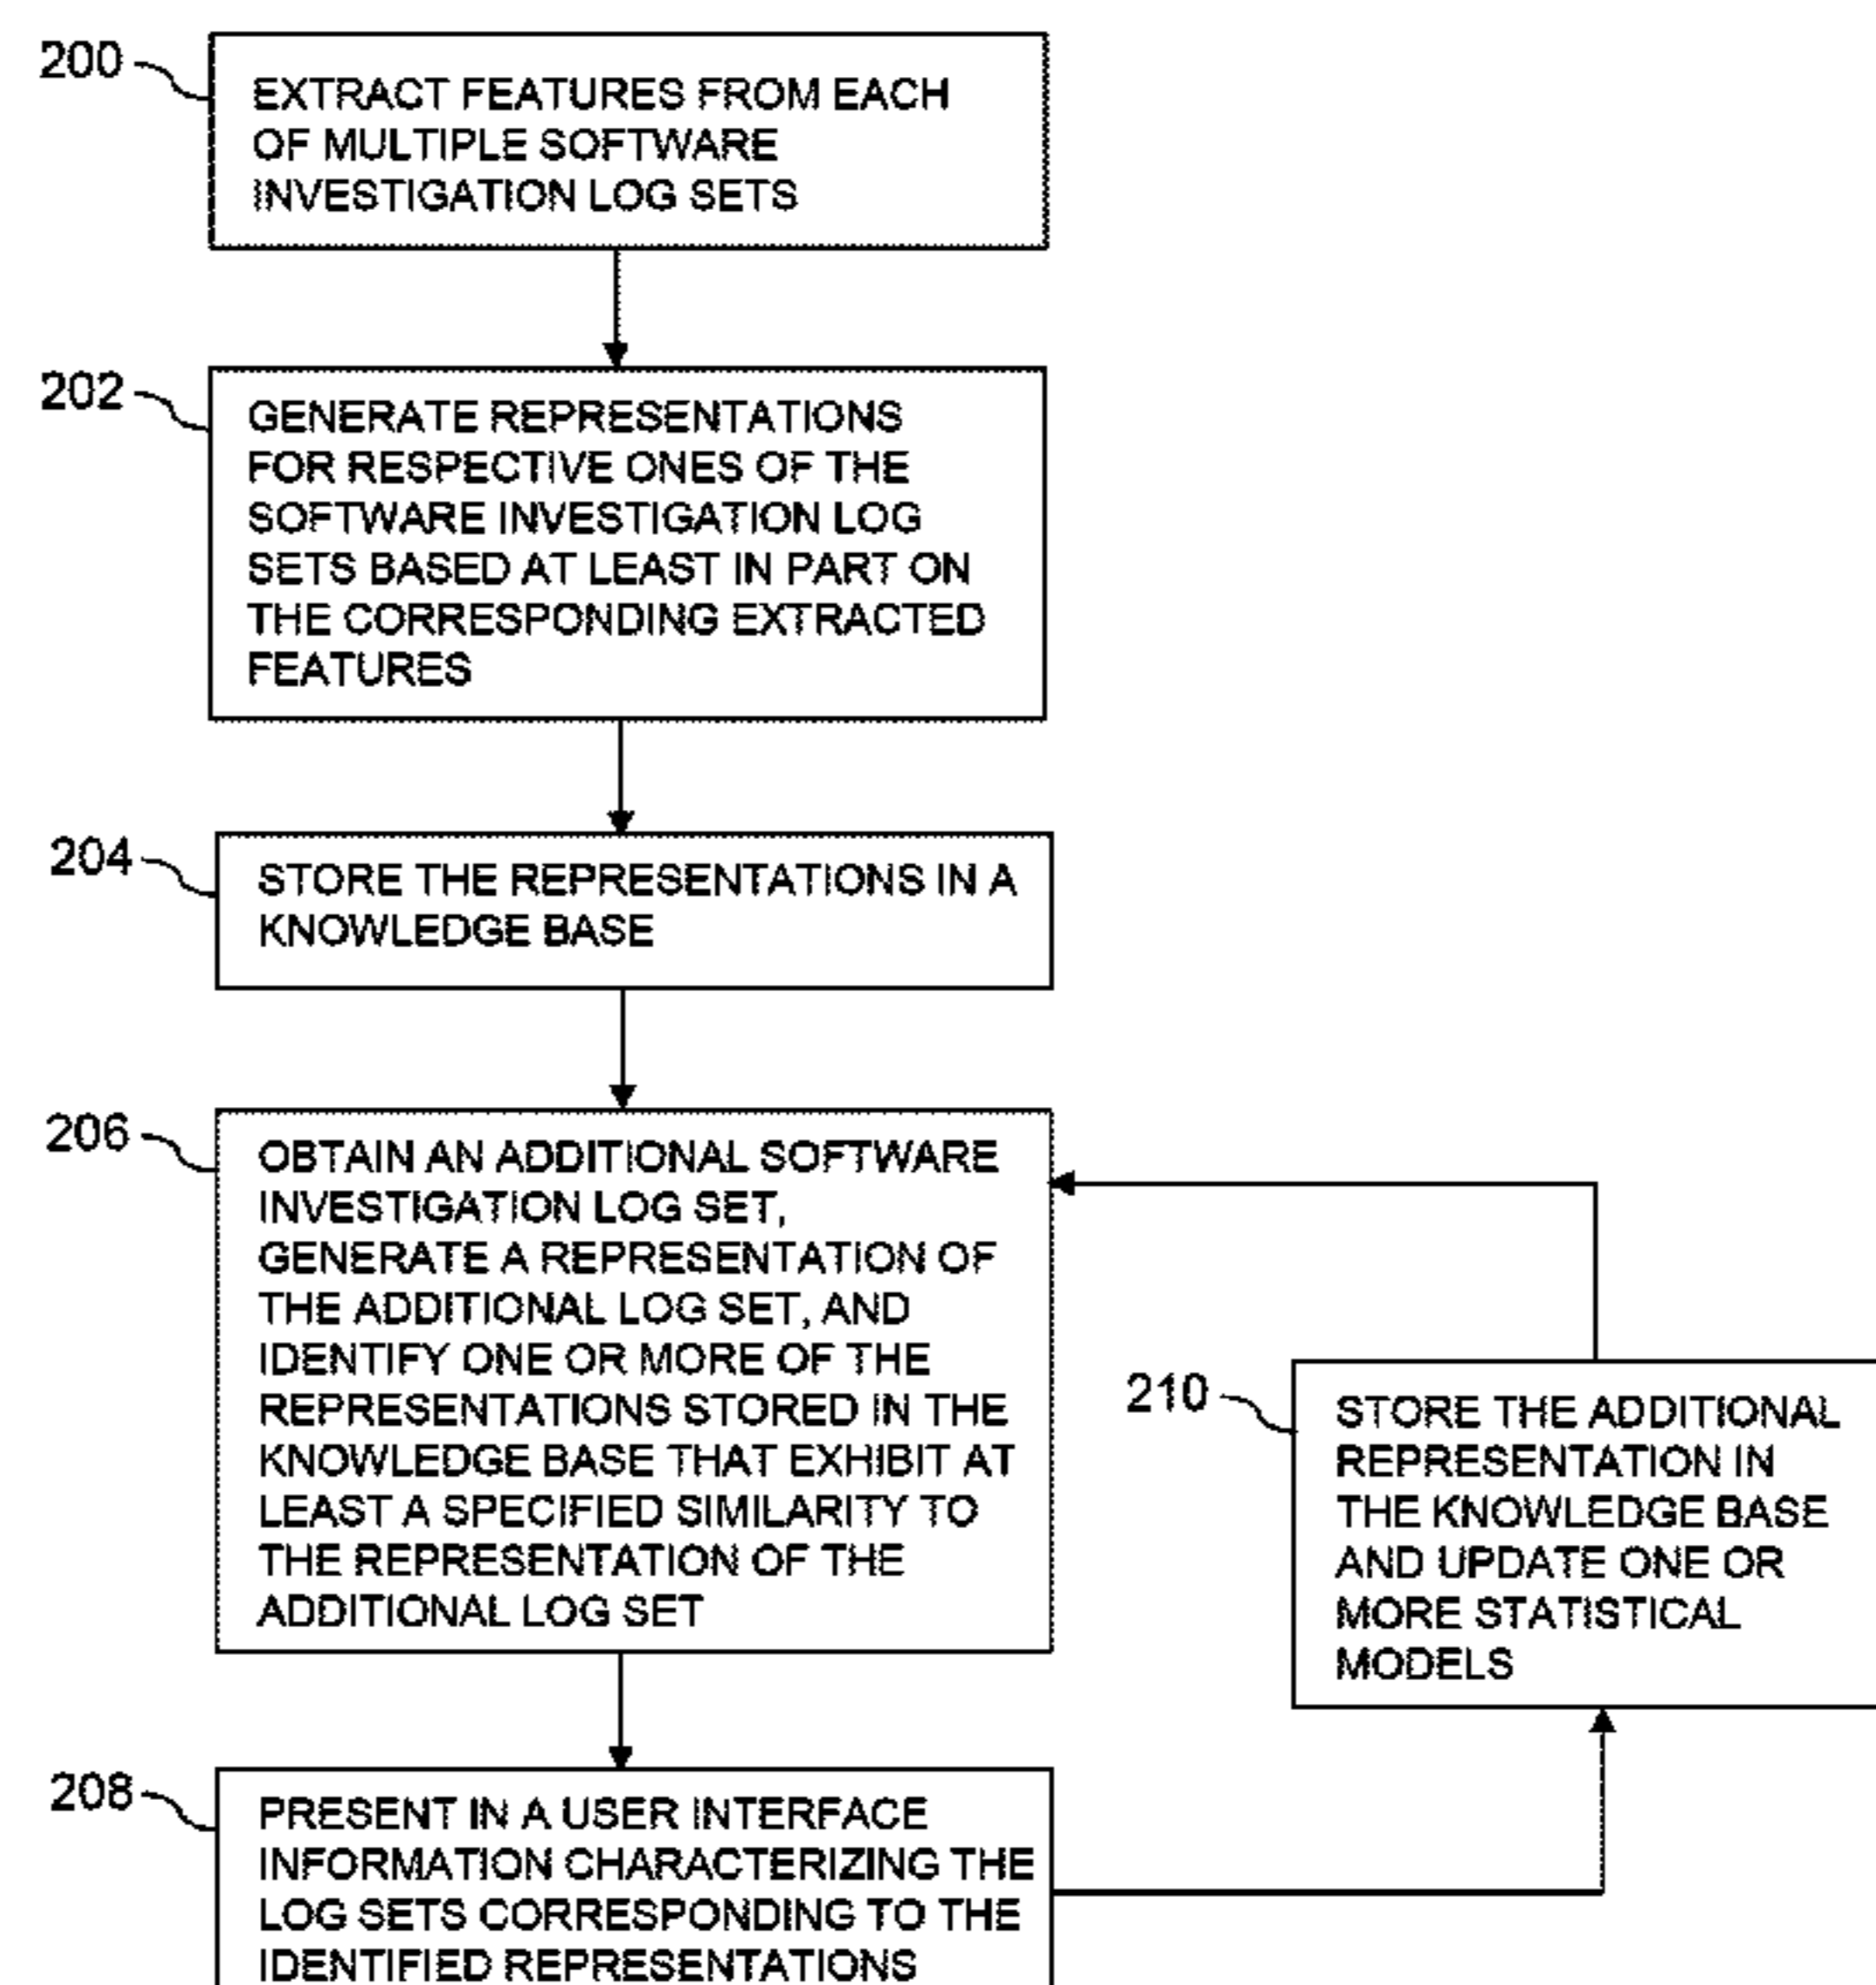 200
EXTRACT FEATURES FROM EACH
OF MULTIPLE SOFTWARE
INVESTIGATION LOG SETS
202
GENERATE REPRESENTATIONS
FOR RESPECTIVE ONES OF THE
SOFTWARE INVESTIGATION LOG
SETS BASED AT LEAST IN PART ON
THE CORRESPONDING EXTRACTED
FEATURES
204
STORE THE REPRESENTATIONS IN A
KNOWLEDGE BASE
206
OBTAIN AN ADDITIONAL SOFTWARE
INVESTIGATION LOG SET,
GENERATE A REPRESENTATION OF
THE ADDITIONAL LOG SET, AND
IDENTIFY ONE OR MORE OF THE
REPRESENTATIONS STORED IN THE
KNOWLEDGE BASE THAT EXHIBIT AT
LEAST A SPECIFIED SIMILARITY TO
THE REPRESENTATION OF THE
ADDITIONAL LOG SET
210
STORE THE ADDITIONAL
REPRESENTATION IN
THE KNOWLEDGE BASE
AND UPDATE ONE OR
MORE STATISTICAL
MODELS
208
PRESENT IN A USER INTERFACE
INFORMATION CHARACTERIZING THE
LOG SETS CORRESPONDING TO THE
IDENTIFIED REPRESENTATIONS